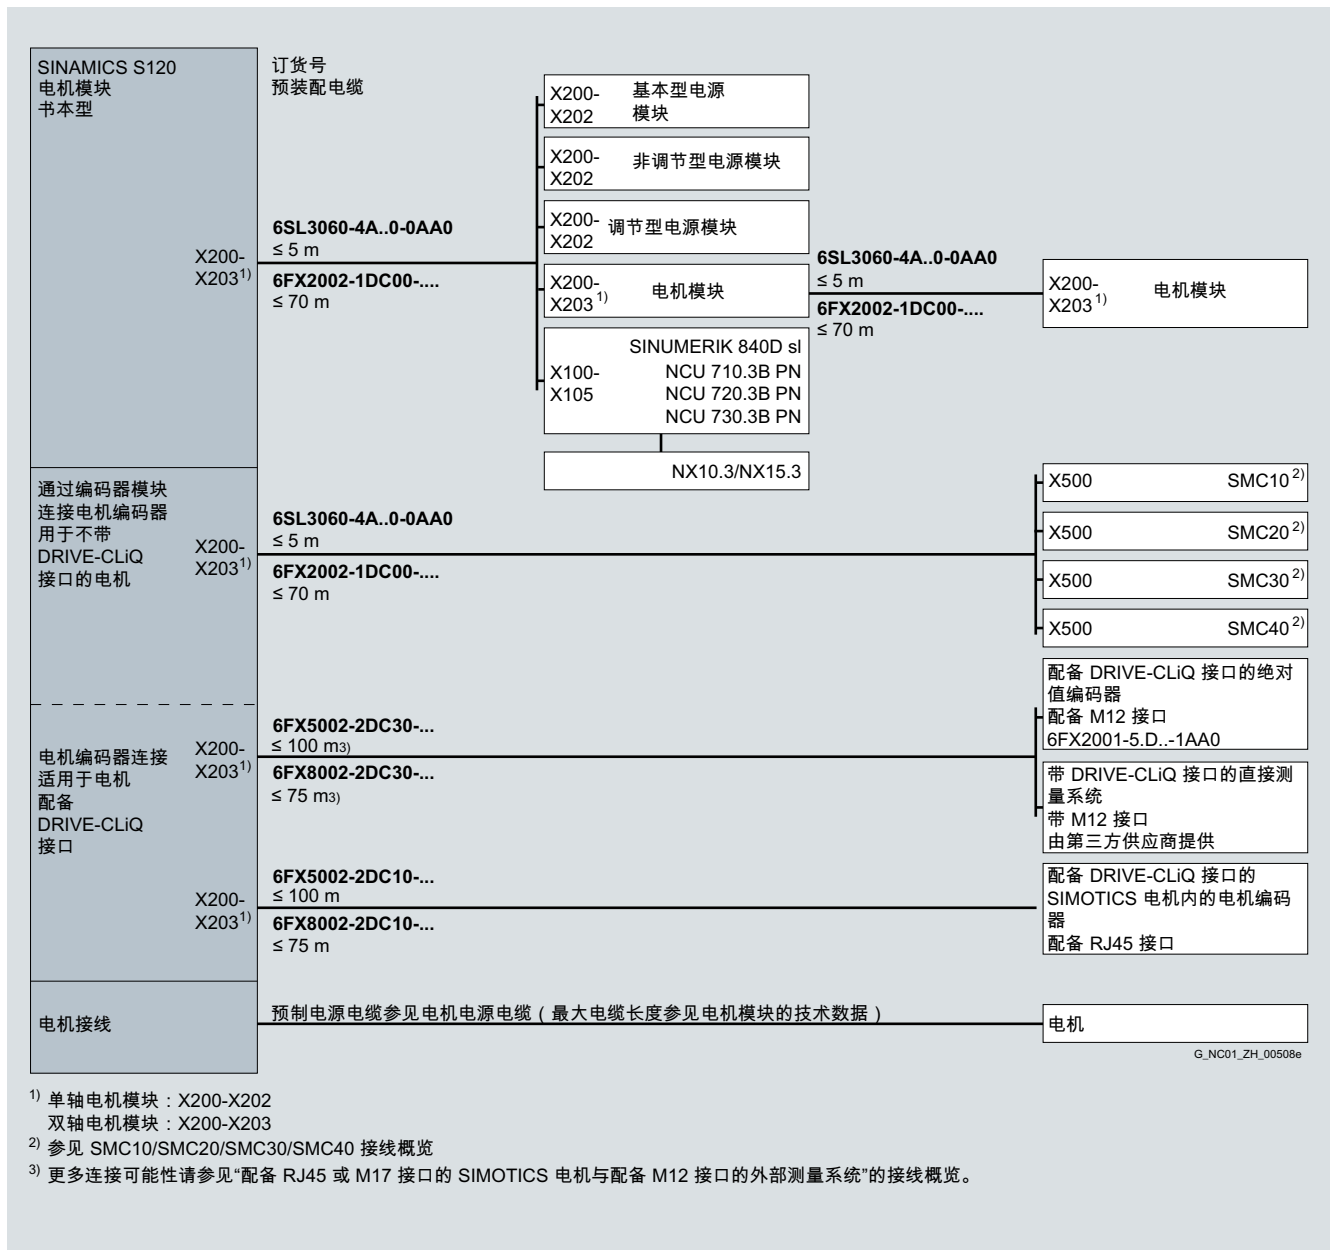 SINAMICS S120
电机模块
书本型
订货号
预装配电缆
X200-
X203¹⁾
6SL3060-4A..0-0AA0
≤ 5 m
6FX2002-1DC00-....
≤ 70 m
X200-
X202
基本型电源
模块
X200-
X202
非调节型电源模块
X200-
X202
调节型电源模块
X200-
X203¹⁾
电机模块
X100-
X105
SINUMERIK 840D sl
NCU 710.3B PN
NCU 720.3B PN
NCU 730.3B PN
NX10.3/NX15.3
6SL3060-4A..0-0AA0
≤ 5 m
6FX2002-1DC00-....
≤ 70 m
X200-
X203¹⁾
电机模块
通过编码器模块
连接电机编码器
用于不带
DRIVE-CLiQ
接口的电机
X200-
X203¹⁾
6SL3060-4A..0-0AA0
≤ 5 m
6FX2002-1DC00-....
≤ 70 m
X500 SMC10²⁾
X500 SMC20²⁾
X500 SMC30²⁾
X500 SMC40²⁾
电机编码器连接
适用于电机
配备
DRIVE-CLiQ
接口
X200-
X203¹⁾
6FX5002-2DC30-...
≤ 100 m3)
6FX8002-2DC30-...
≤ 75 m3)
配备 DRIVE-CLiQ 接口的绝对
值编码器
配备 M12 接口
6FX2001-5.D..-1AA0
带 DRIVE-CLiQ 接口的直接测
量系统
带 M12 接口
由第三方供应商提供
X200-
X203¹⁾
6FX5002-2DC10-...
≤ 100 m
6FX8002-2DC10-...
≤ 75 m
配备 DRIVE-CLiQ 接口的
SIMOTICS 电机内的电机编码
器
配备 RJ45 接口
电机接线
预制电源电缆参见电机电源电缆（最大电缆长度参见电机模块的技术数据）
电机
G_NC01_ZH_00508e
¹⁾ 单轴电机模块：X200-X202
双轴电机模块：X200-X203
²⁾ 参见 SMC10/SMC20/SMC30/SMC40 接线概览
³⁾ 更多连接可能性请参见“配备 RJ45 或 M17 接口的 SIMOTICS 电机与配备 M12 接口的外部测量系统”的接线概览。